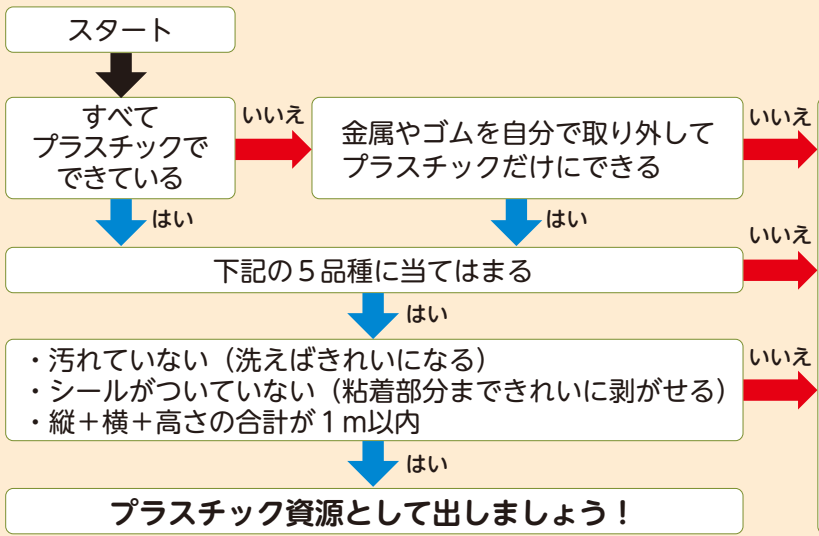 スタート
すべて
プラスチックで
できている
いいえ
金属やゴムを自分で取り外して
プラスチックだけにできる
いいえ
はい
はい
下記の５品種に当てはまる
いいえ
はい
・汚れていない（洗えばきれいになる）
・シールがついていない（粘着部分まできれいに剥がせる）
・縦＋横＋高さの合計が１ｍ以内
いいえ
はい
プラスチック資源として出しましょう！